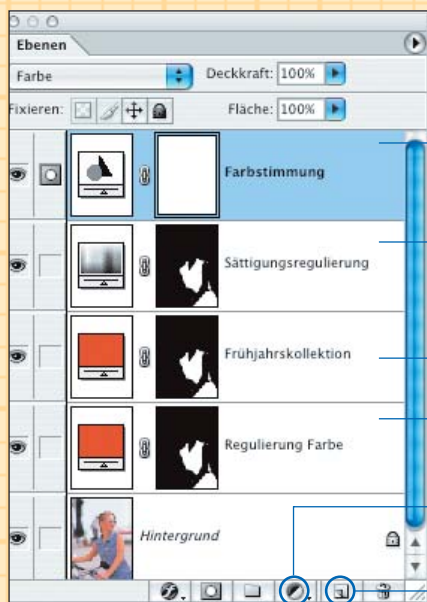 Ebenen
Farbe Deckkraft: 100%
Fixieren: Fläche: 100%
Farbstimmung
Sättigungsregulierung
Frühjahrskollektion
Regulierung Farbe
Hintergrund